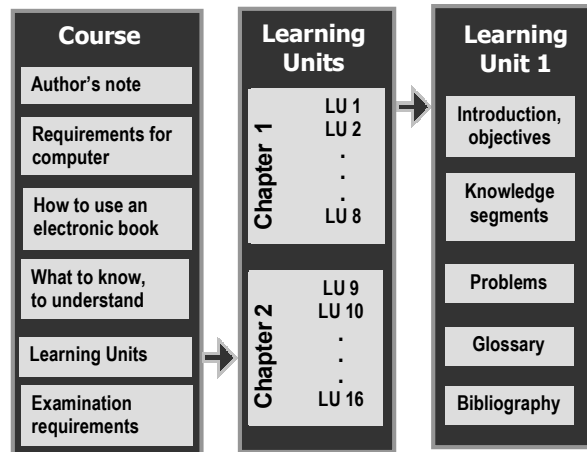 Course
Author's note
Requirements for
computer
How to use an
electronic book
What to know,
to understand
Learning Units
Examination
requirements
Learning
Units
Chapter 1
LU 1
LU 2
.
.
.
LU 8
Chapter 2
LU 9
LU 10
.
.
.
LU 16
Learning
Unit 1
Introduction,
objectives
Knowledge
segments
Problems
Glossary
Bibliography